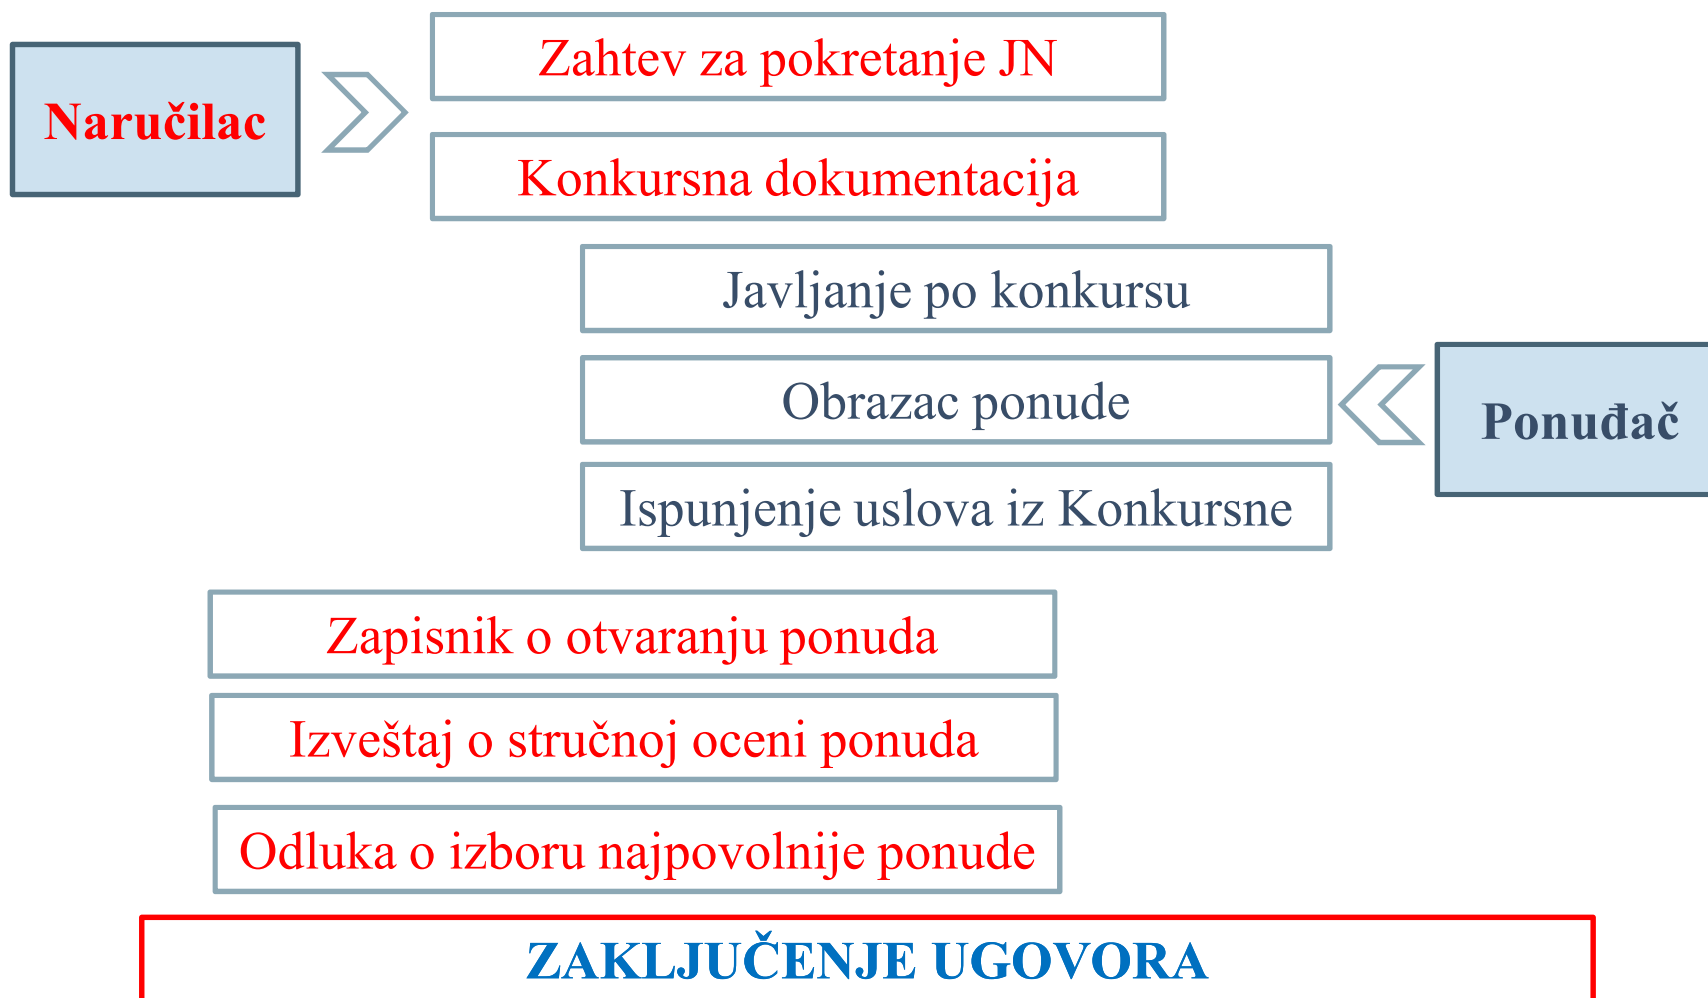 Naručilac
Zahtev za pokretanje JN
Konkursna dokumentacija
Javljanje po konkursu
Obrazac ponude
Ponuđač
Ispunjenje uslova iz Konkursne
Zapisnik o otvaranju ponuda
Izveštaj o stručnoj oceni ponuda
Odluka o izboru najpovolnije ponude
ZAKLJUČENJE UGOVORA